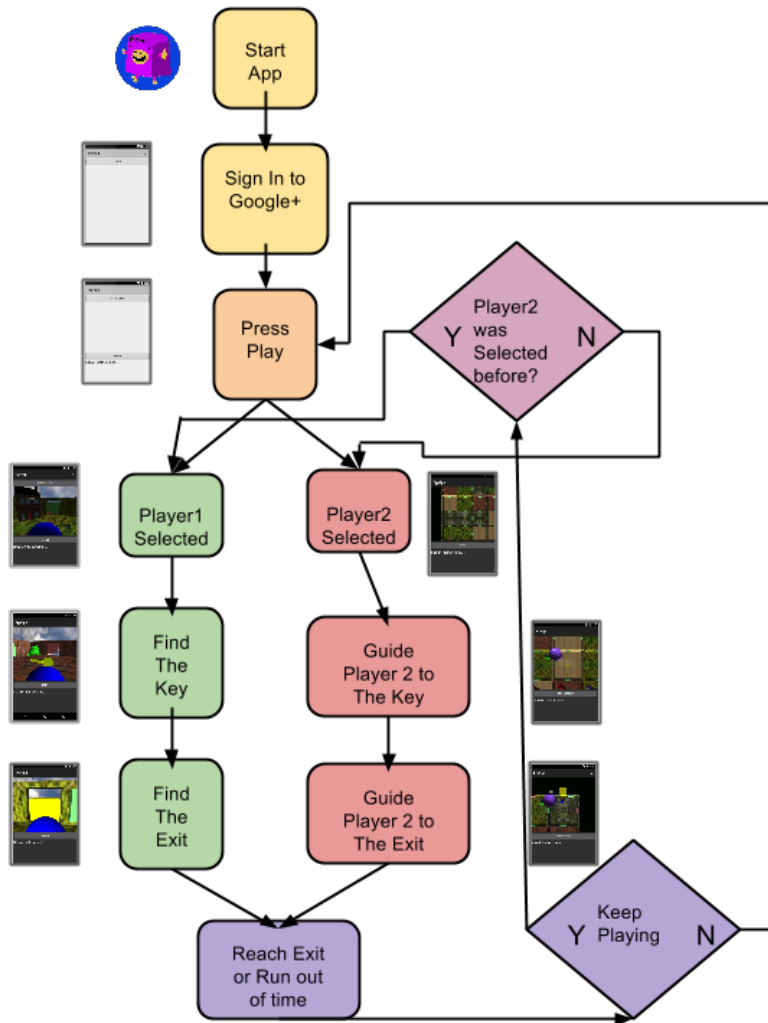 Start
App
Sign In to
Google+
Press
Play
Player2
was
Selected
before?
Y
N
Player1
Selected
Player2
Selected
Find
The
Key
Guide
Player 2 to
The Key
Find
The
Exit
Guide
Player 2 to
The Exit
Reach Exit
or Run out
of time
Keep
Playing
Y
N